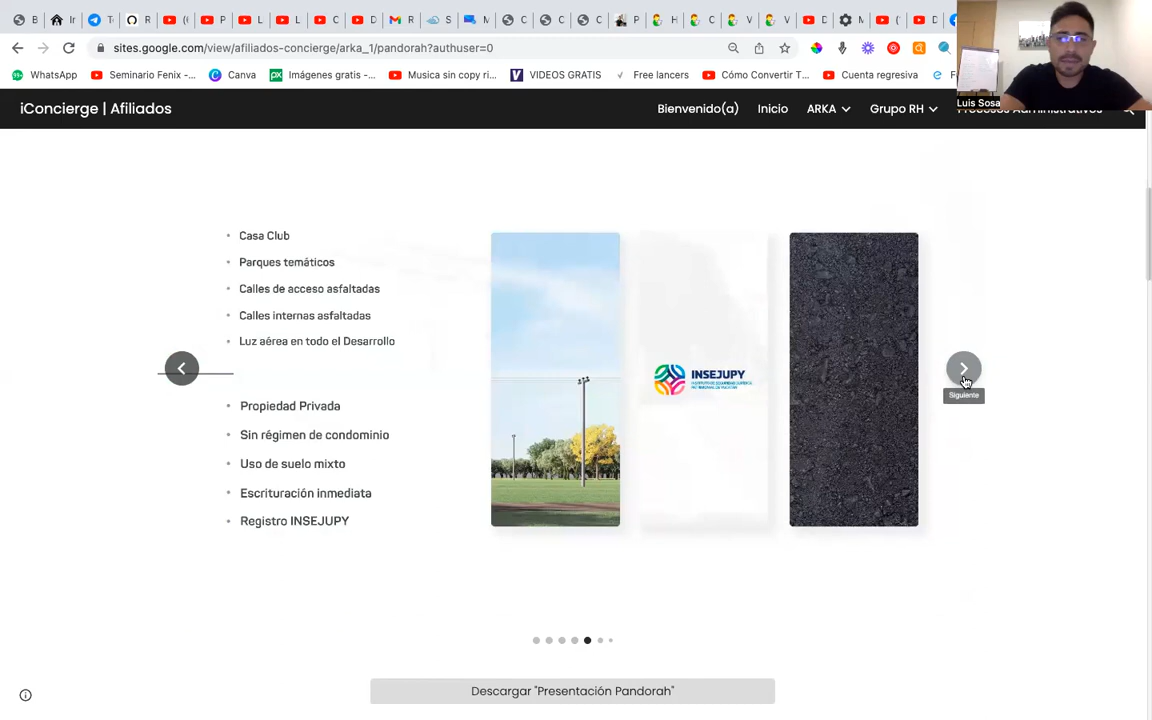 B
Ir
T
R
(
P
L
L
C
D
R
S
M
C
C
C
P
H
C
V
V
D
M
(
D
sites.google.com/view/afiliados-concierge/arka_1/pandorah?authuser=0
WhatsApp
Seminario Fenix -...
Canva
Imágenes gratis -...
Musica sin copy ri...
VIDEOS GRATIS
Free lancers
Cómo Convertir T...
Cuenta regresiva
iConcierge | Afiliados
Bienvenido(a)
Inicio
ARKA
Grupo RH
Procesos Administrativos
Luis Sosa
Casa Club
Parques temáticos
Calles de acceso asfaltadas
Calles internas asfaltadas
Luz aérea en todo el Desarrollo
Propiedad Privada
Sin régimen de condominio
Uso de suelo mixto
Escrituración inmediata
Registro INSEJUPY
INSEJUPY
Siguiente
Descargar "Presentación Pandorah"